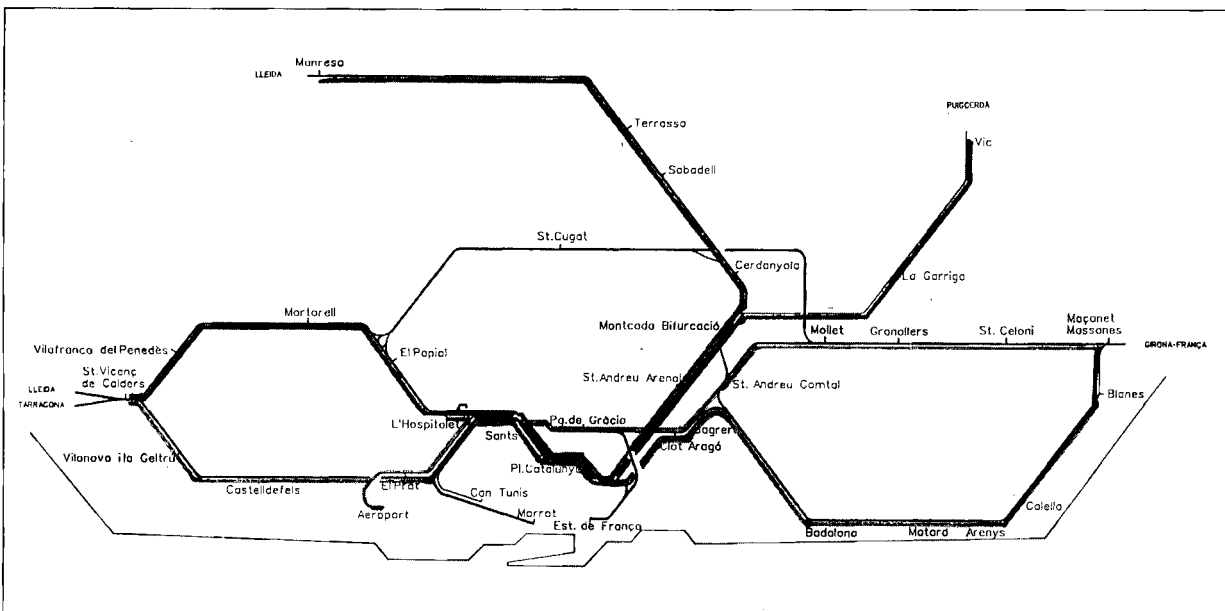 Manresa
LLEIDA
PUIGCERDÀ
Terrassa
Vic
Sabadell
St.Cugat
Cerdanyola
La Garriga
Martorell
Montcada Bifurcació
Mollet
Granollers
St. Celoni
Maçanet
Massanes
GIRONA-FRANÇA
Vilafranca del Penedès
El Papiol
St.Vicenç
de Calders
St.Andreu Arenal
St. Andreu Comtal
LLEIDA
TARRAGONA
Blanes
L'Hospitalet
Pg.de Gràcia
Sagrera
Sants
Clot Aragó
Vilanova i la Geltrú
Pl.Catalunya
Castelldefels
El Prat
Can Tunis
Calella
Aeroport
Morrot
Est. de França
Badalona
Mataró
Arenys